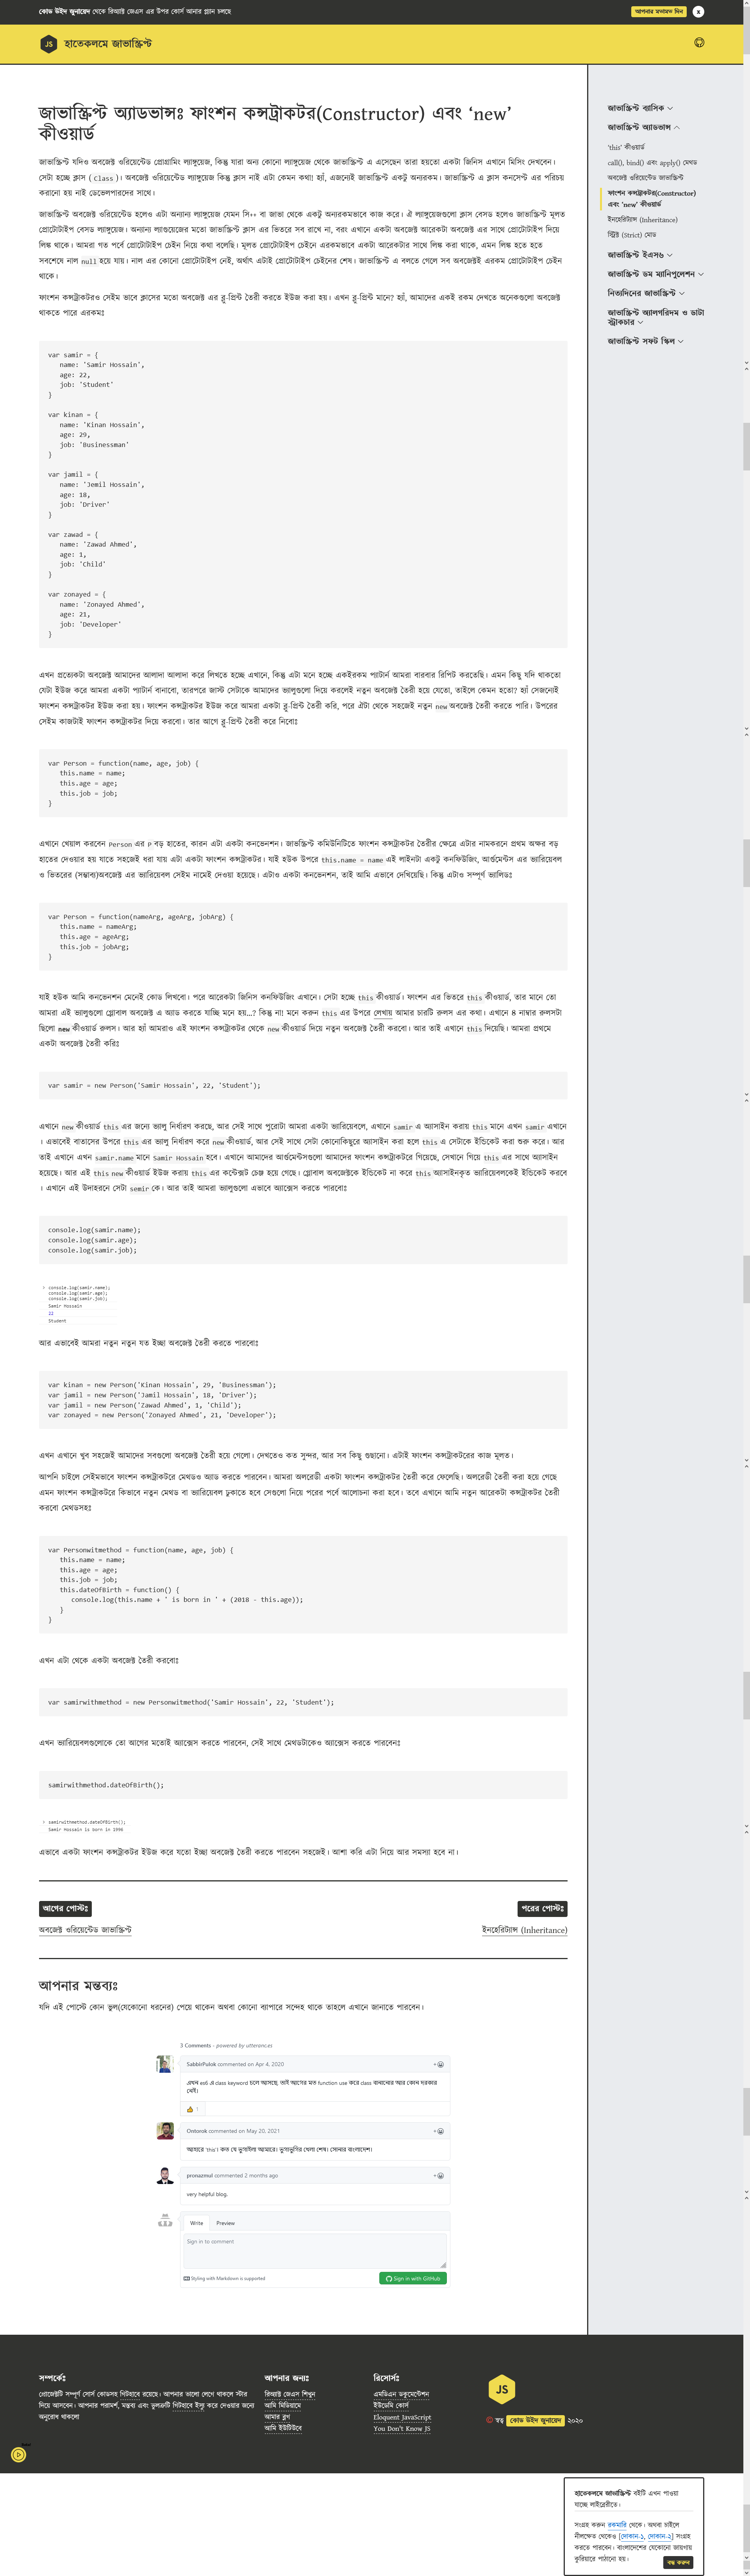 কোড উইদ জুনায়েদ থেকে রিঅ্যাক্ট জেএস এর উপর কোর্স আনার প্ল্যান চলছে
আপনার মতামত দিন
x
JS হাতেকলমে জাভাস্ক্রিপ্ট
জাভাস্ক্রিপ্ট অ্যাডভান্সঃ ফাংশন কন্সট্রাকটর(Constructor) এবং ‘new’
কীওয়ার্ড
জাভাস্ক্রিপ্ট যদিও অবজেক্ট ওরিয়েন্টেড প্রোগ্রামিং ল্যাঙ্গুয়েজ, কিন্তু যারা অন্য কোনো ল্যাঙ্গুয়েজ থেকে জাভাস্ক্রিপ্ট এ এসেছেন তারা হয়তো একটা জিনিস এখানে মিসিং দেখবেন।
সেটা হচ্ছে ক্লাস (Class)। অবজেক্ট ওরিয়েন্টেড ল্যাঙ্গুয়েজ কিন্তু ক্লাস নাই এটা কেমন কথা! হ্যাঁ, এজন্যেই জাভাস্ক্রিপ্ট একটু অন্যরকম। জাভাস্ক্রিপ্ট এ ক্লাস কনসেপ্ট এর পরিচয়
করানো হয় নাই ডেভেলপারদের সাথে।
জাভাস্ক্রিপ্ট অবজেক্ট ওরিয়েন্টেড হলেও এটা অন্যান্য ল্যাঙ্গুয়েজ যেমন সি++ বা জাভা থেকে একটু অন্যরকমভাবে কাজ করে। ঐ ল্যাঙ্গুয়েজগুলো ক্লাস বেসড হলেও জাভাস্ক্রিপ্ট মূলত
প্রোটোটাইপ বেসড ল্যাঙ্গুয়েজ। অন্যান্য ল্যাংগুয়েজের মতো জাভাস্ক্রিপ্ট ক্লাস এর ভিতরে সব রাখে না, বরং এখানে একটা অবজেক্ট আরেকটা অবজেক্ট এর সাথে প্রোটোটাইপ দিয়ে
লিঙ্ক থাকে। আমরা গত পর্বে প্রোটোটাইপ চেইন নিয়ে কথা বলেছি। মূলত প্রোটোটাইপ চেইনে এরকমভাবে একটা আরেকটার সাথে লিঙ্ক করা থাকে, এমন লিঙ্ক হতে হতে
সবশেষে নাল null হয়ে যায়। নাল এর কোনো প্রোটোটাইপ নেই, অর্থাৎ এটাই প্রোটোটাইপ চেইনের শেষ। জাভাস্ক্রিপ্ট এ বলতে গেলে সব অবজেক্টসই এরকম প্রোটোটাইপ চেইন
থাকে।
ফাংশন কন্সট্রাকটরও সেইম ভাবে ক্লাসের মতো অবজেক্ট এর ব্লু-প্রিন্ট তৈরী করতে ইউজ করা হয়। এখন ব্লু-প্রিন্ট মানে? হ্যাঁ, আমাদের একই রকম দেখতে অনেকগুলো অবজেক্ট
থাকতে পারে এরকমঃ
var samir = {
name: 'Samir Hossain',
age: 22,
job: 'Student'
}
var kinan = {
name: 'Kinan Hossain',
age: 29,
job: 'Businessman'
}
var jamil = {
name: 'Jemil Hossain',
age: 18,
job: 'Driver'
}
var zawad = {
name: 'Zawad Ahmed',
age: 1,
job: 'Child'
}
var zonayed = {
name: 'Zonayed Ahmed',
age: 21,
job: 'Developer'
}
এখন প্রত্যেকটা অবজেক্ট আমাদের আলাদা আলাদা করে লিখতে হচ্ছে এখানে, কিন্তু এটা মনে হচ্ছে একইরকম প্যাটার্ন আমরা বারবার রিপিট করতেছি। এমন কিছু যদি থাকতো
যেটা ইউজ করে আমরা একটা প্যাটার্ন বানাবো, তারপরে জাস্ট সেটাকে আমাদের ভ্যালুগুলো দিয়ে করলেই নতুন অবজেক্ট তৈরী হয়ে যেতো, তাইলে কেমন হতো? হ্যাঁ সেজন্যেই
ফাংশন কন্সট্রাকটর ইউজ করা হয়। ফাংশন কন্সট্রাকটর ইউজ করে আমরা একটা ব্লু-প্রিন্ট তৈরী করি, পরে ঐটা থেকে সহজেই নতুন new অবজেক্ট তৈরী করতে পারি। উপরের
সেইম কাজটাই ফাংশন কন্সট্রাকটর দিয়ে করবো। তার আগে ব্লু-প্রিন্ট তৈরী করে নিবোঃ
var Person = function(name, age, job) {
this.name = name;
this.age = age;
this.job = job;
}
এখানে খেয়াল করবেন Person এর P বড় হাতের, কারন এটা একটা কনভেনশন। জাভাস্ক্রিপ্ট কমিউনিটিতে ফাংশন কন্সট্রাকটর তৈরীর ক্ষেত্রে এটার নামকরনে প্রথম অক্ষর বড়
হাতের দেওয়ার হয় যাতে সহজেই ধরা যায় এটা একটা ফাংশন কন্সট্রাকটর। যাই হউক উপরে this.name = name এই লাইনটা একটু কনফিউজিং, আর্গুমেন্টস এর ভ্যারিয়েবল
ও ভিতরের (সম্ভাব্য)অবজেক্ট এর ভ্যারিয়েবল সেইম নামেই দেওয়া হয়েছে। এটাও একটা কনভেনশন, তাই আমি এভাবে দেখিয়েছি। কিন্তু এটাও সম্পূর্ণ ভ্যালিডঃ
var Person = function(nameArg, ageArg, jobArg) {
this.name = nameArg;
this.age = ageArg;
this.job = jobArg;
}
যাই হউক আমি কনভেনশন মেনেই কোড লিখবো। পরে আরেকটা জিনিস কনফিউজিং এখানে। সেটা হচ্ছে this কীওয়ার্ড। ফাংশন এর ভিতরে this কীওয়ার্ড, তার মানে তো
আমরা এই ভ্যালুগুলো গ্লোবাল অবজেক্ট এ অ্যাড করতে যাচ্ছি মনে হয়...? কিন্তু না! মনে করুন this এর উপরে লেখায় আমার চারটি রুলস এর কথা। এখানে ৪ নাম্বার রুলসটা
ছিলো new কীওয়ার্ড রুলস। আর হ্যাঁ আমরাও এই ফাংশন কন্সট্রাকটর থেকে new কীওয়ার্ড দিয়ে নতুন অবজেক্ট তৈরী করবো। আর তাই এখানে this দিয়েছি। আমরা প্রথমে
একটা অবজেক্ট তৈরী করিঃ
var samir = new Person('Samir Hossain', 22, 'Student');
এখানে new কীওয়ার্ড this এর জন্যে ভ্যালু নির্ধারণ করছে, আর সেই সাথে পুরোটা আমরা একটা ভ্যারিয়েবলে, এখানে samir এ অ্যাসাইন করায় this মানে এখন samir এখানে
। এভাবেই বাতাসের উপরে this এর ভ্যালু নির্ধারণ করে new কীওয়ার্ড, আর সেই সাথে সেটা কোনোকিছুরে অ্যাসাইন করা হলে this এ সেটাকে ইন্ডিকেট করা শুরু করে। আর
তাই এখানে এখন samir.name মানে Samir Hossain হবে। এখানে আমাদের আর্গুমেন্টসগুলো আমাদের ফাংশন কন্সট্রাকটরে গিয়েছে, সেখানে গিয়ে this এর সাথে অ্যাসাইন
হয়েছে। আর এই this new কীওয়ার্ড ইউজ করায় this এর কন্টেক্সট চেঞ্জ হয়ে গেছে। গ্লোবাল অবজেক্টকে ইন্ডিকেট না করে this অ্যাসাইনকৃত ভ্যারিয়েবলকেই ইন্ডিকেট করবে
। এখানে এই উদাহরনে সেটা semir কে। আর তাই আমরা ভ্যালুগুলো এভাবে অ্যাক্সেস করতে পারবোঃ
console.log(samir.name);
console.log(samir.age);
console.log(samir.job);
> console.log(samir.name);
console.log(samir.age);
console.log(samir.job);
Samir Hossain
22
Student
আর এভাবেই আমরা নতুন নতুন যত ইচ্ছা অবজেক্ট তৈরী করতে পারবোঃ
var kinan = new Person('Kinan Hossain', 29, 'Businessman');
var jamil = new Person('Jamil Hossain', 18, 'Driver');
var jamil = new Person('Zawad Ahmed', 1, 'Child');
var zonayed = new Person('Zonayed Ahmed', 21, 'Developer');
এখন এখানে খুব সহজেই আমাদের সবগুলো অবজেক্ট তৈরী হয়ে গেলো। দেখতেও কত সুন্দর, আর সব কিছু গুছানো। এটাই ফাংশন কন্সট্রাকটরের কাজ মূলত।
আপনি চাইলে সেইমভাবে ফাংশন কন্সট্রাকটরে মেথডও অ্যাড করতে পারবেন। আমরা অলরেডী একটা ফাংশন কন্সট্রাকটর তৈরী করে ফেলেছি। অলরেডী তৈরী করা হয়ে গেছে
এমন ফাংশন কন্সট্রাকটরে কিভাবে নতুন মেথড বা ভ্যারিয়েবল ঢুকাতে হবে সেগুলো নিয়ে পরের পর্বে আলোচনা করা হবে। তবে এখানে আমি নতুন আরেকটা কন্সট্রাকটর তৈরী
করবো মেথডসহঃ
var Personwitmethod = function(name, age, job) {
this.name = name;
this.age = age;
this.job = job;
this.dateOfBirth = function() {
console.log(this.name + ' is born in ' + (2018 - this.age));
}
}
এখন এটা থেকে একটা অবজেক্ট তৈরী করবোঃ
var samirwithmethod = new Personwitmethod('Samir Hossain', 22, 'Student');
এখন ভ্যারিয়েবলগুলোকে তো আগের মতোই অ্যাক্সেস করতে পারবেন, সেই সাথে মেথডটাকেও অ্যাক্সেস করতে পারবেনঃ
samirwithmethod.dateOfBirth();
> samirwithmethod.dateOfBirth();
Samir Hossain is born in 1996
এভাবে একটা ফাংশন কন্সট্রাকটর ইউজ করে যতো ইচ্ছা অবজেক্ট তৈরী করতে পারবেন সহজেই। আশা করি এটা নিয়ে আর সমস্যা হবে না।
আগের পোস্টঃ
অবজেক্ট ওরিয়েন্টেড জাভাস্ক্রিপ্ট
পরের পোস্টঃ
ইনহেরিট্যান্স (Inheritance)
আপনার মন্তব্যঃ
যদি এই পোস্টে কোন ভুল(যেকোনো ধরনের) পেয়ে থাকেন অথবা কোনো ব্যাপারে সন্দেহ থাকে তাহলে এখানে জানাতে পারবেন।
3 Comments - powered by utteranc.es
SabbirPulok commented on Apr 4, 2020
এখন es6 এ class keyword চলে আসছে, তাই আগের মত function use করে class বানানোর আর কোন দরকার
নেই।
👍 1
Ontorok commented on May 20, 2021
আহারে 'this'! কত যে ভুগাইলা আমারে। ভুগাভুগির খেলা শেষ। সোনার বাংলাদেশ।
pronazmul commented 2 months ago
very helpful blog.
Write Preview
Sign in to comment
Styling with Markdown is supported
Sign in with GitHub
জাভাস্ক্রিপ্ট ব্যাসিক
জাভাস্ক্রিপ্ট অ্যাডভান্স
'this' কীওয়ার্ড
call(), bind() এবং apply() মেথড
অবজেক্ট ওরিয়েন্টেড জাভাস্ক্রিপ্ট
ফাংশন কন্সট্রাকটর(Constructor)
এবং 'new' কীওয়ার্ড
ইনহেরিট্যান্স (Inheritance)
স্ট্রিক্ট (Strict) মোড
জাভাস্ক্রিপ্ট ইএস৬
জাভাস্ক্রিপ্ট ডম ম্যানিপুলেশন
নিত্যদিনের জাভাস্ক্রিপ্ট
জাভাস্ক্রিপ্ট অ্যালগরিদম ও ডাটা
স্ট্রাকচার
জাভাস্ক্রিপ্ট সফট স্কিল
সম্পর্কেঃ
প্রোজেক্টটি সম্পূর্ণ সোর্স কোডসহ গিটহাবে রয়েছে। আপনার ভালো লেগে থাকলে স্টার
দিয়ে আসবেন। আপনার পরামর্শ, মন্তব্য এবং ভুলত্রুটি গিটহাবে ইস্যু করে দেওয়ার জন্যে
অনুরোধ থাকলো
আপনার জন্যঃ
রিঅ্যাক্ট জেএস শিখুন
আমি মিডিয়ামে
আমার ব্লগ
আমি ইউটিউবে
রিসোর্সঃ
এমডিএন ডকুমেন্টেশন
ইউডেমি কোর্স
Eloquent JavaScript
You Don't Know JS
JS
© স্বত্ব কোড উইদ জুনায়েদ ২০২০
হাতেকলমে জাভাস্ক্রিপ্ট বইটি এখন পাওয়া
যাচ্ছে লাইব্রেরীতে।
সংগ্রহ করুন রকমারি থেকে। অথবা চাইলে
নীলক্ষেত থেকেও [দোকান-১, দোকান-২] সংগ্রহ
করতে পারবেন। বাংলাদেশের যেকোনো জায়গায়
কুরিয়ারে পাঠানো হয়।
বন্ধ করুন